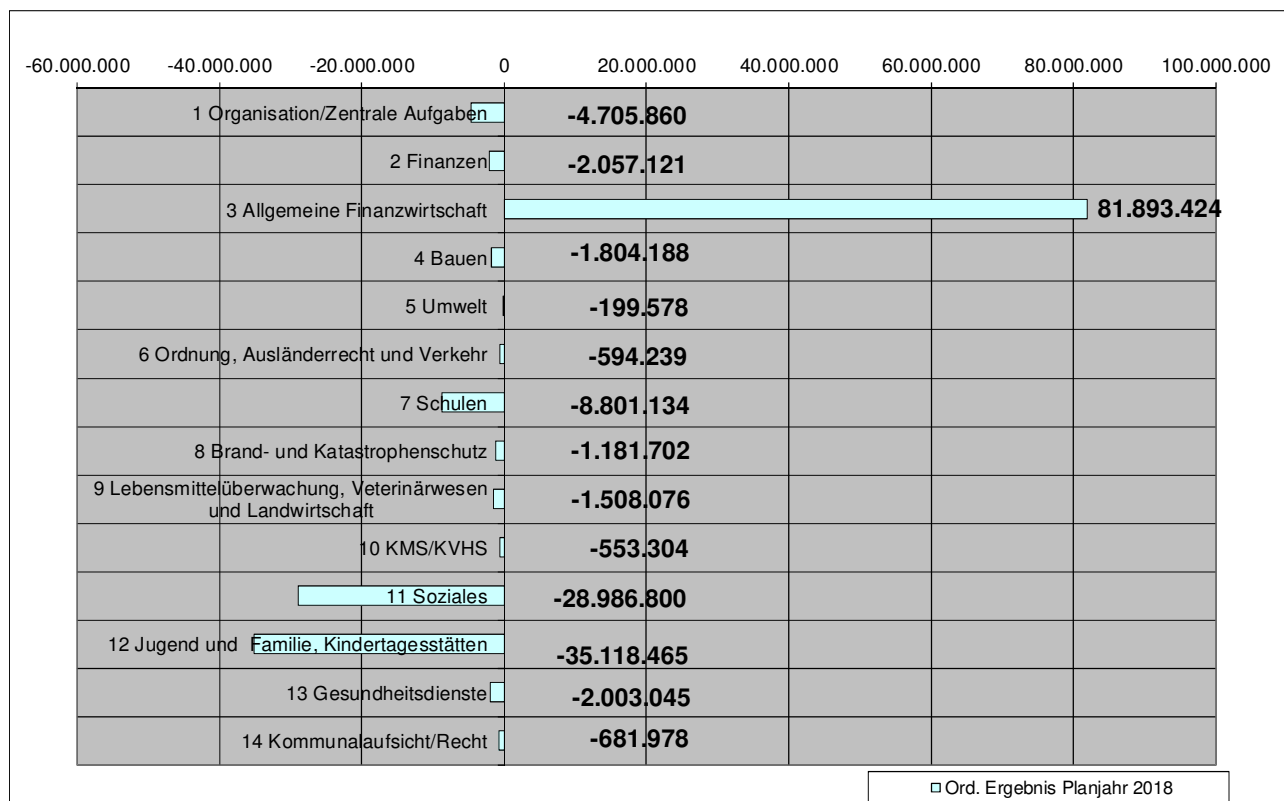 -60.000.000 -40.000.000 -20.000.000 0 20.000.000 40.000.000 60.000.000 80.000.000 100.000.000
1 Organisation/Zentrale Aufgaben -4.705.860
2 Finanzen -2.057.121
3 Allgemeine Finanzwirtschaft 81.893.424
4 Bauen -1.804.188
5 Umwelt -199.578
6 Ordnung, Ausländerrecht und Verkehr -594.239
7 Schulen -8.801.134
8 Brand- und Katastrophenschutz -1.181.702
9 Lebensmittelüberwachung, Veterinärwesen
und Landwirtschaft -1.508.076
10 KMS/KVHS -553.304
11 Soziales -28.986.800
12 Jugend und Familie, Kindertagesstätten -35.118.465
13 Gesundheitsdienste -2.003.045
14 Kommunalaufsicht/Recht -681.978
Ord. Ergebnis Planjahr 2018